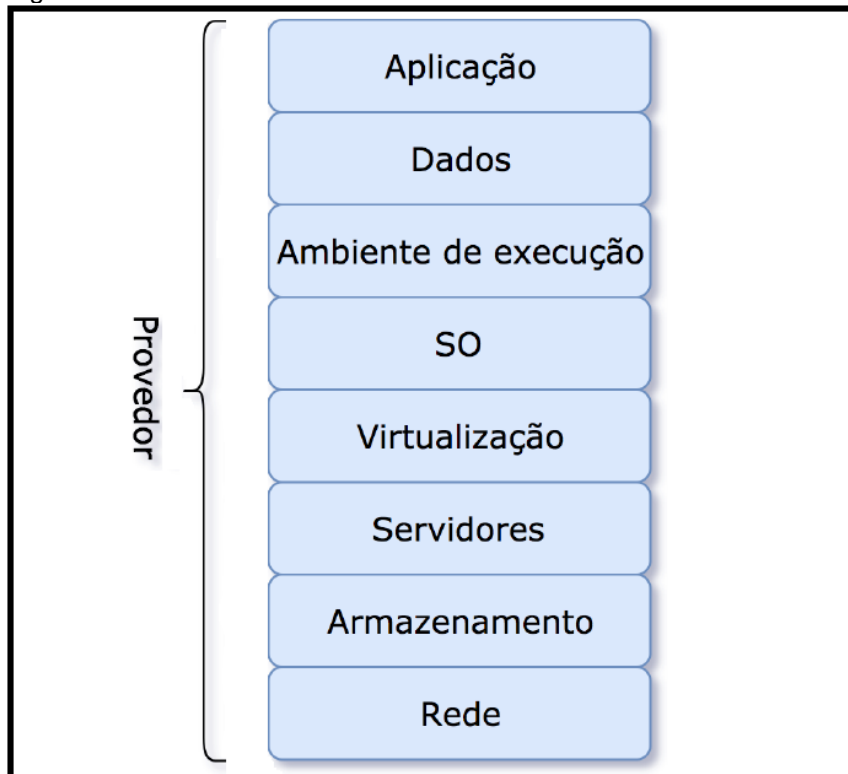 Aplicação
Dados
Ambiente de execução
SO
Virtualização
Servidores
Armazenamento
Rede
Provedor